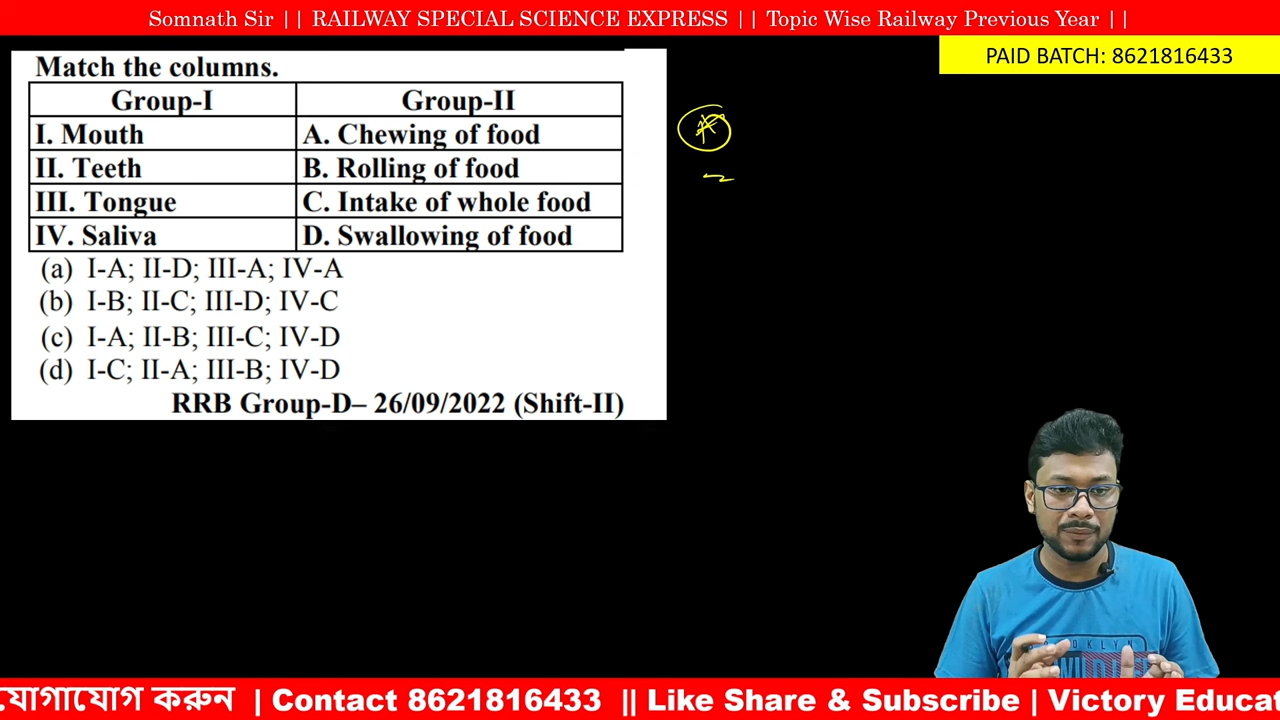 Somnath Sir || RAILWAY SPECIAL SCIENCE EXPRESS || Topic Wise Railway Previous Year ||
PAID BATCH: 8621816433
Match the columns.
Group-I Group-II
I. Mouth A. Chewing of food
II. Teeth B. Rolling of food
III. Tongue C. Intake of whole food
IV. Saliva D. Swallowing of food
(a) I-A; II-D; III-A; IV-A
(b) I-B; II-C; III-D; IV-C
(c) I-A; II-B; III-C; IV-D
(d) I-C; II-A; III-B; IV-D
RRB Group-D– 26/09/2022 (Shift-II)
যোগাযোগ করুন | Contact 8621816433 || Like Share & Subscribe | Victory Educat